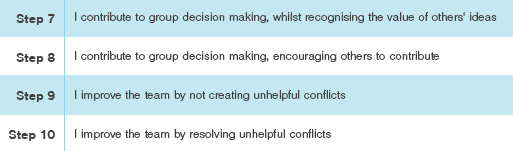 Step 7 I contribute to group decision making, whilst recognising the value of others' ideas
Step 8 I contribute to group decision making, encouraging others to contribute
Step 9 I improve the team by not creating unhelpful conflicts
Step 10 I improve the team by resolving unhelpful conflicts